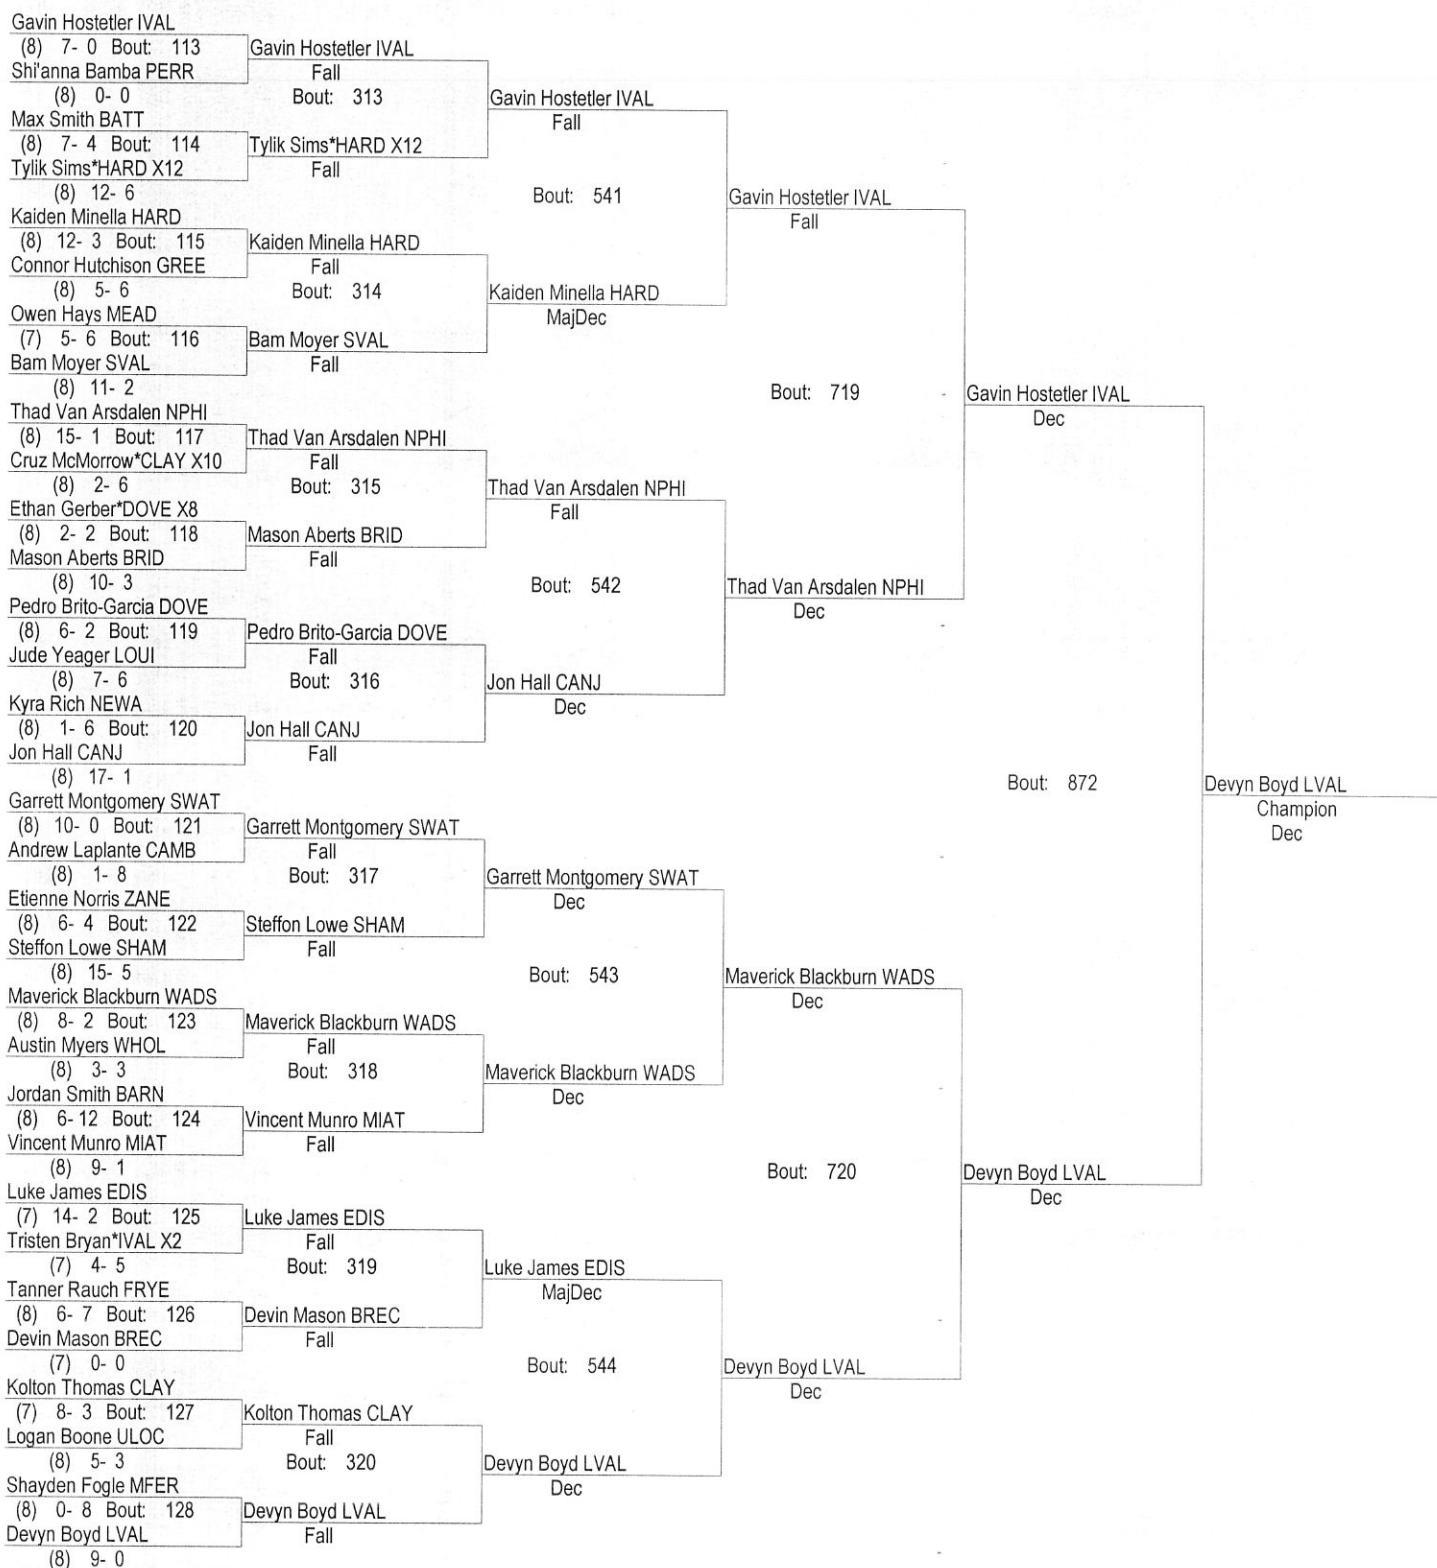 Gavin Hostetler IVAL
(8) 7- 0 Bout: 113
Shi'anna Bamba PERR
(8) 0- 0
Max Smith BATT
(8) 7- 4 Bout: 114
Tylik Sims*HARD X12
(8) 12- 6
Kaiden Minella HARD
(8) 12- 3 Bout: 115
Connor Hutchison GREE
(8) 5- 6
Owen Hays MEAD
(7) 5- 6 Bout: 116
Bam Moyer SVAL
(8) 11- 2
Thad Van Arsdalen NPHI
(8) 15- 1 Bout: 117
Cruz McMorrow*CLAY X10
(8) 2- 6
Ethan Gerber*DOVE X8
(8) 2- 2 Bout: 118
Mason Aberts BRID
(8) 10- 3
Pedro Brito-Garcia DOVE
(8) 6- 2 Bout: 119
Jude Yeager LOUI
(8) 7- 6
Kyra Rich NEWA
(8) 1- 6 Bout: 120
Jon Hall CANJ
(8) 17- 1
Garrett Montgomery SWAT
(8) 10- 0 Bout: 121
Andrew Laplante CAMB
(8) 1- 8
Etienne Norris ZANE
(8) 6- 4 Bout: 122
Steffon Lowe SHAM
(8) 15- 5
Maverick Blackburn WADS
(8) 8- 2 Bout: 123
Austin Myers WHOL
(8) 3- 3
Jordan Smith BARN
(8) 6- 12 Bout: 124
Vincent Munro MIAT
(8) 9- 1
Luke James EDIS
(7) 14- 2 Bout: 125
Tristen Bryan*IVAL X2
(7) 4- 5
Tanner Rauch FRYE
(8) 6- 7 Bout: 126
Devin Mason BREC
(7) 0- 0
Kolton Thomas CLAY
(7) 8- 3 Bout: 127
Logan Boone ULOC
(8) 5- 3
Shayden Fogle MFER
(8) 0- 8 Bout: 128
Devyn Boyd LVAL
(8) 9- 0
Gavin Hostetler IVAL
Fall
Bout: 313
Tylik Sims*HARD X12
Fall
Kaiden Minella HARD
Fall
Bout: 314
Bam Moyer SVAL
Fall
Thad Van Arsdalen NPHI
Fall
Bout: 315
Mason Aberts BRID
Fall
Pedro Brito-Garcia DOVE
Fall
Bout: 316
Jon Hall CANJ
Fall
Garrett Montgomery SWAT
Fall
Bout: 317
Steffon Lowe SHAM
Fall
Maverick Blackburn WADS
Fall
Bout: 318
Vincent Munro MIAT
Fall
Luke James EDIS
Fall
Bout: 319
Devin Mason BREC
Fall
Kolton Thomas CLAY
Fall
Bout: 320
Devyn Boyd LVAL
Fall
Gavin Hostetler IVAL
Fall
Bout: 541
Kaiden Minella HARD
MajDec
Thad Van Arsdalen NPHI
Fall
Bout: 542
Jon Hall CANJ
Dec
Garrett Montgomery SWAT
Dec
Bout: 543
Maverick Blackburn WADS
Dec
Luke James EDIS
MajDec
Bout: 544
Devyn Boyd LVAL
Dec
Gavin Hostetler IVAL
Fall
Bout: 719
Thad Van Arsdalen NPHI
Dec
Maverick Blackburn WADS
Dec
Bout: 720
Devyn Boyd LVAL
Dec
Gavin Hostetler IVAL
Dec
Bout: 872
Devyn Boyd LVAL
Dec
Devyn Boyd LVAL
Champion
Dec